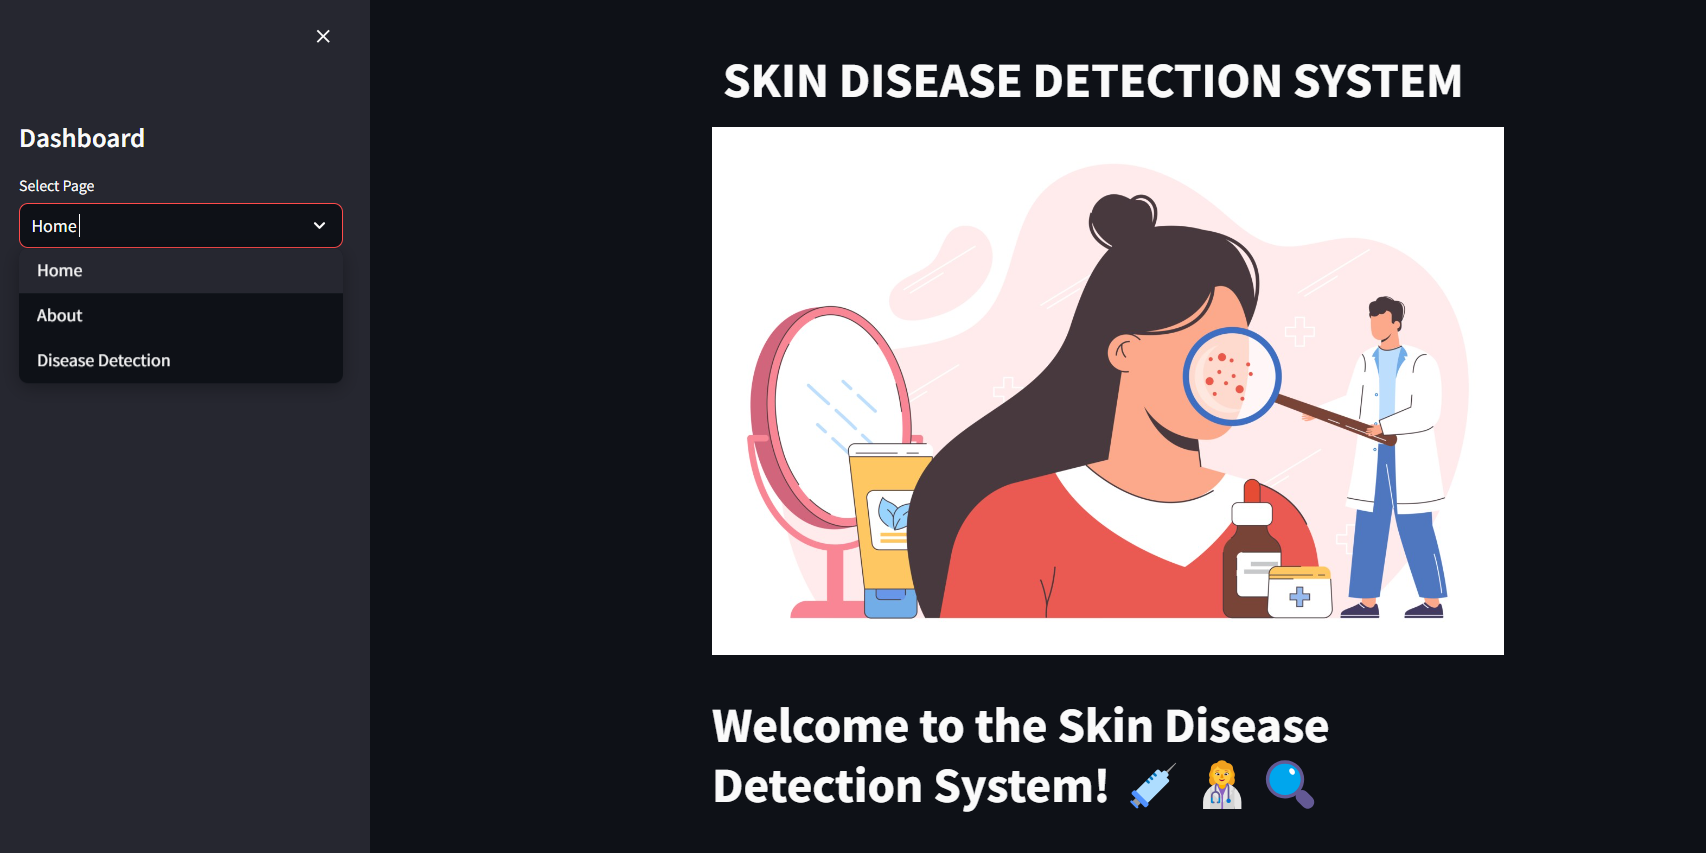 Dashboard
Select Page
Home
Home
About
Disease Detection
SKIN DISEASE DETECTION SYSTEM
Welcome to the Skin Disease
Detection System! 💉 👩‍⚕️ 🔍